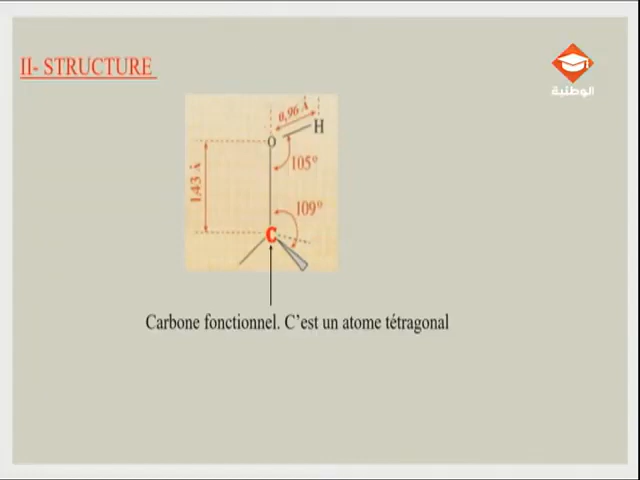 II- STRUCTURE
الوطنية
0,96 Å
H
O
105°
1,43 Å
109°
C
Carbone fonctionnel. C’est un atome tétragonal